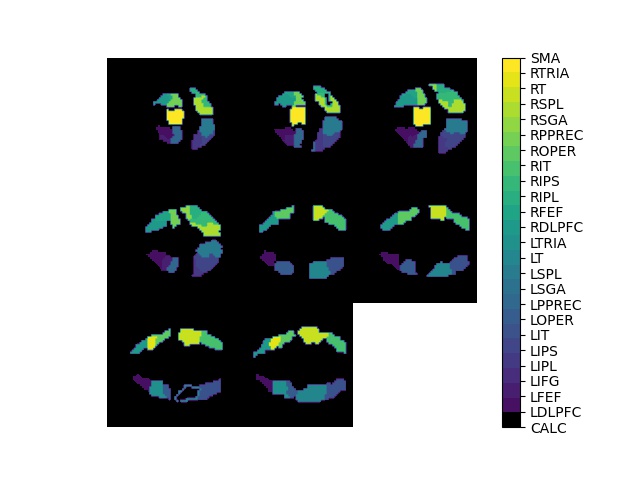 SMA
RTRIA
RT
RSPL
RSGA
RPPREC
ROPER
RIT
RIPS
RIPL
RFEF
RDLPFC
LTRIA
LT
LSPL
LSGA
LPPREC
LOPER
LIT
LIPS
LIPL
LIFG
LFEF
LDLPFC
CALC